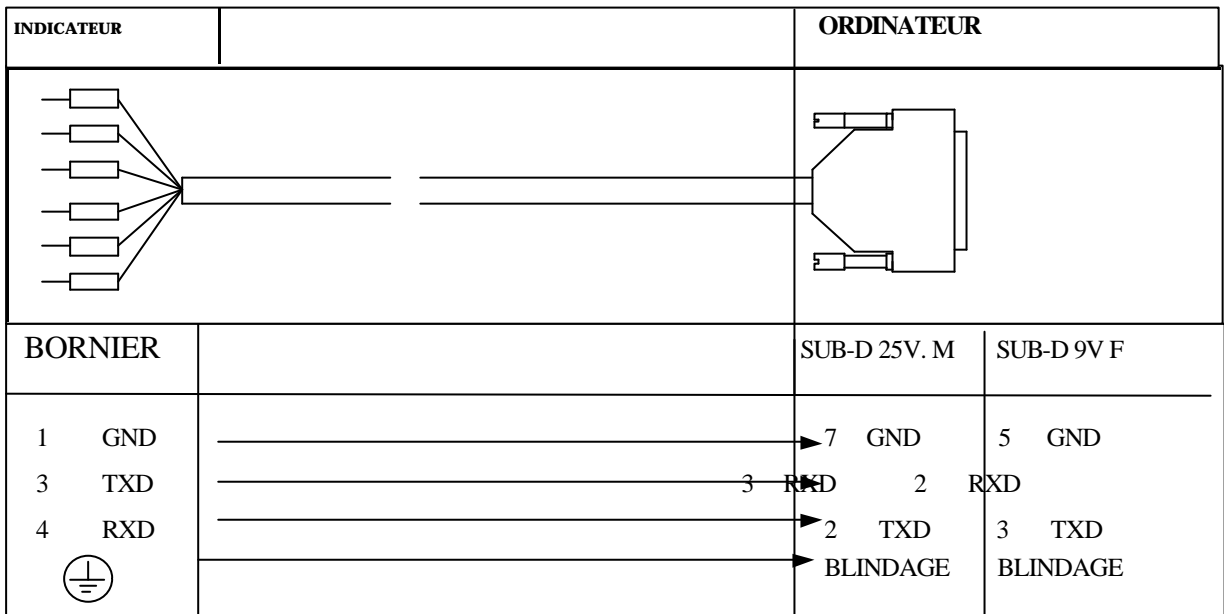 INDICATEUR ORDINATEUR
BORNIER SUB-D 25V. M SUB-D 9V F
1 GND 7 GND 5 GND
3 TXD 3 RXD 2 RXD
4 RXD 2 TXD 3 TXD
BLINDAGE BLINDAGE